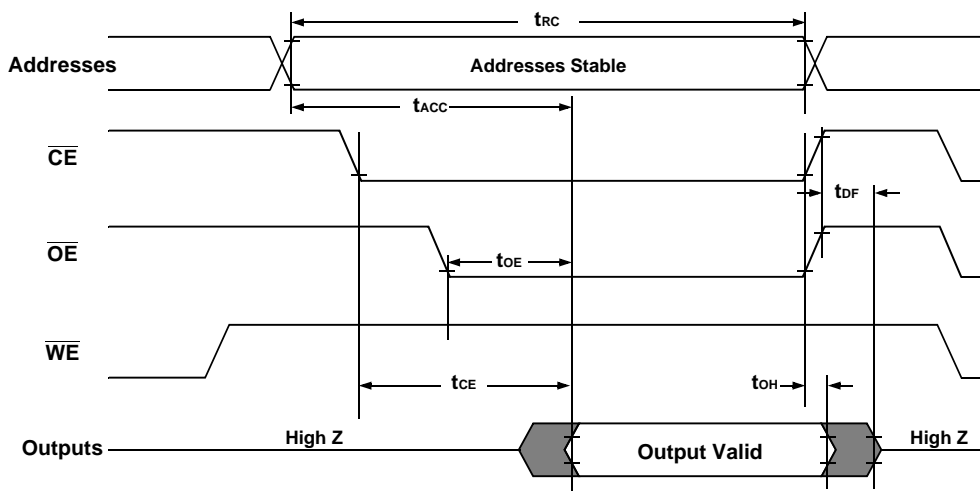 tRC
Addresses
Addresses Stable
tACC
CE
tDF
OE
tOE
WE
tCE
tOH
Outputs
High Z
Output Valid
High Z